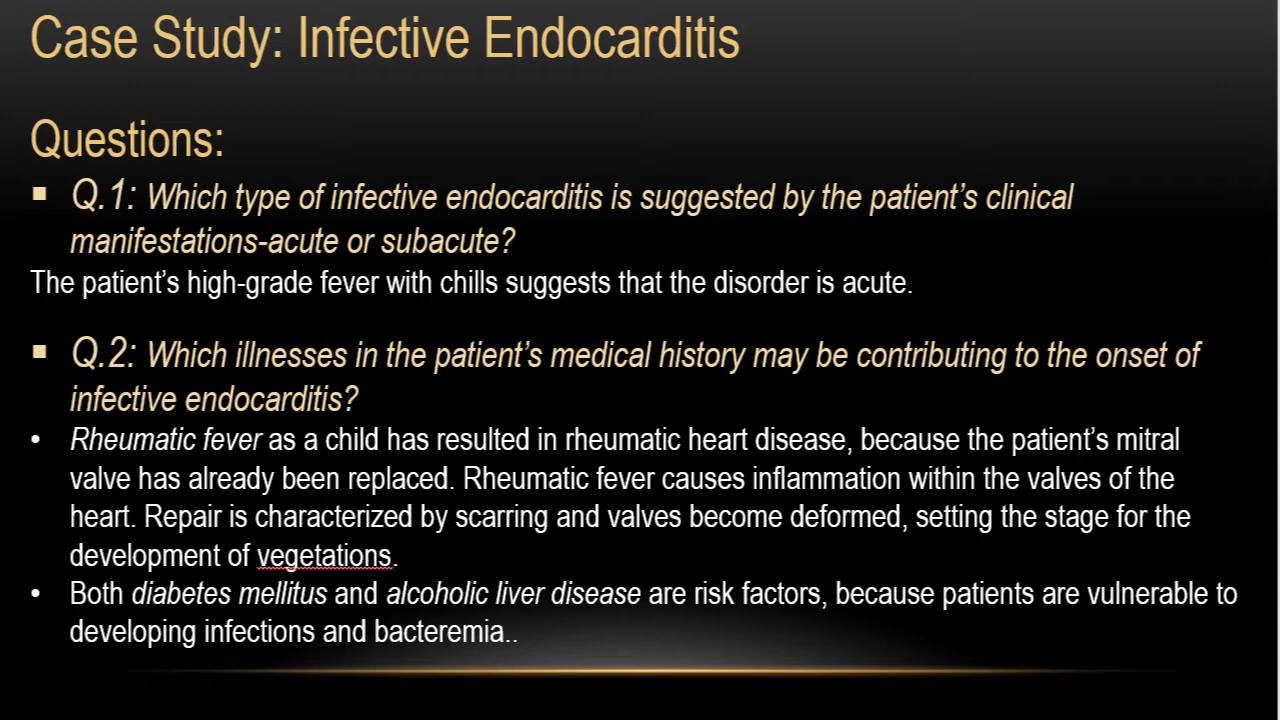 Case Study: Infective Endocarditis
Questions:
▪ Q.1: Which type of infective endocarditis is suggested by the patient’s clinical
manifestations-acute or subacute?
The patient’s high-grade fever with chills suggests that the disorder is acute.
▪ Q.2: Which illnesses in the patient’s medical history may be contributing to the onset of
infective endocarditis?
• Rheumatic fever as a child has resulted in rheumatic heart disease, because the patient’s mitral
valve has already been replaced. Rheumatic fever causes inflammation within the valves of the
heart. Repair is characterized by scarring and valves become deformed, setting the stage for the
development of vegetations.
• Both diabetes mellitus and alcoholic liver disease are risk factors, because patients are vulnerable to
developing infections and bacteremia..